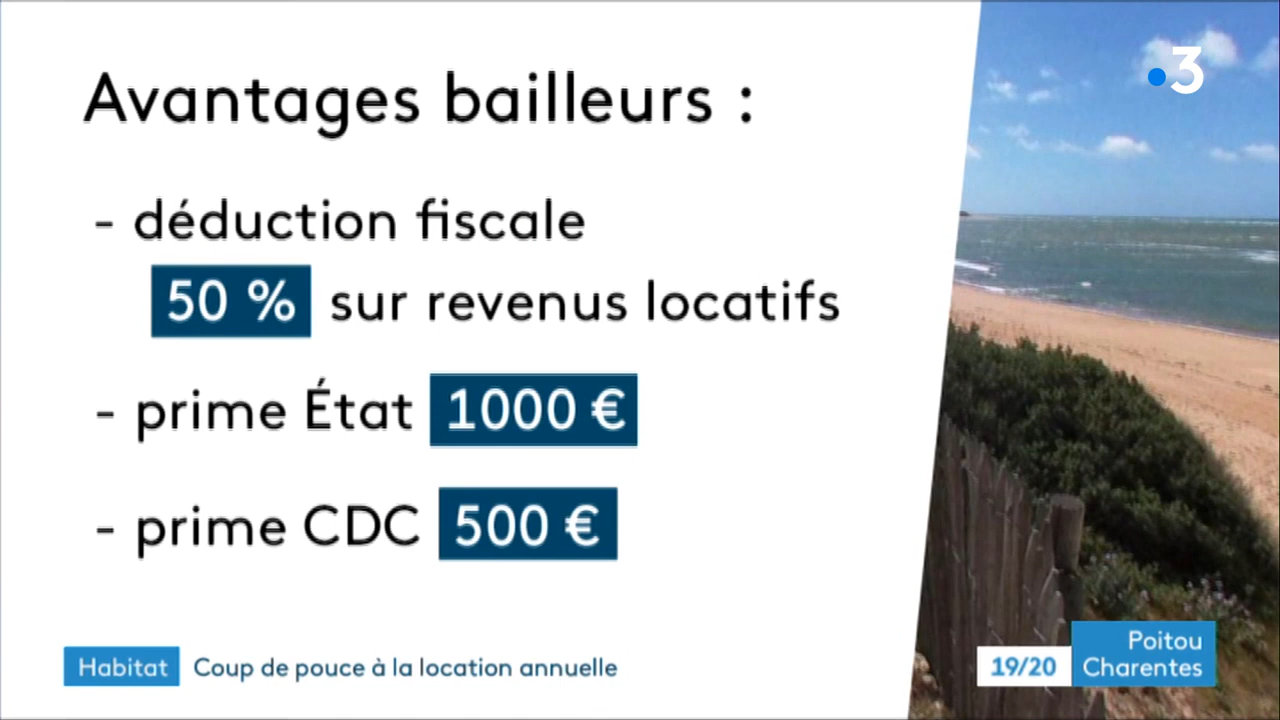 Avantages bailleurs :
- déduction fiscale
50 % sur revenus locatifs
- prime État 1000 €
- prime CDC 500 €
Habitat Coup de pouce à la location annuelle
3
19/20
Poitou
Charentes